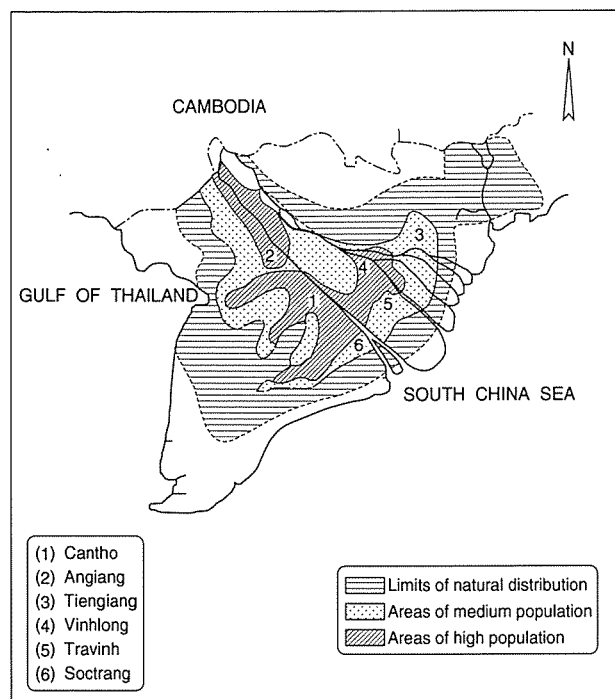 N
CAMBODIA
3
2
4
GULF OF THAILAND
1
5
6
SOUTH CHINA SEA
(1) Cantho
(2) Angiang
(3) Tiengiang
(4) Vinhlong
(5) Travinh
(6) Soctrang
Limits of natural distribution
Areas of medium population
Areas of high population